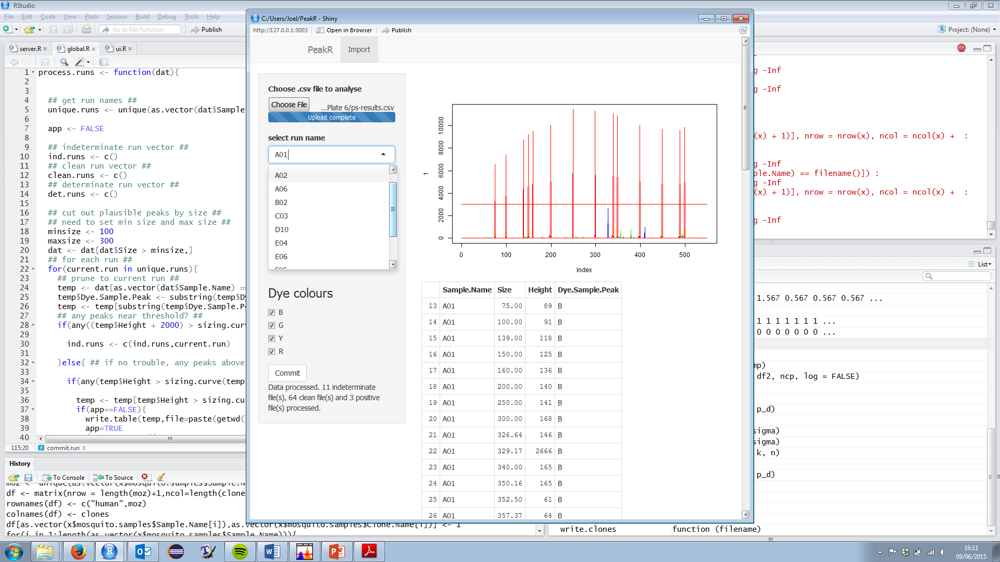 RStudio
File Edit Code View Plots Session Build Debug Tools Help
Go to file/function Publish Project: (None)
server.R global.R ui.R
1 process.runs <- function(dat){
2
3
4 ## get run names ##
5 unique.runs <- unique(as.vector(dat$Sample
6
7 app <- FALSE
8
9 ## indeterminate run vector ##
10 ind.runs <- c()
11 ## clean run vector ##
12 clean.runs <- c()
13 ## determinate run vector ##
14 det.runs <- c()
15
16 ## cut out plausible peaks by size ##
17 ## need to set min size and max size ##
18 minsize <- 100
19 maxsize <- 300
20 dat <- dat[dat$Size > minsize,]
21 ## for each run ##
22 for(current.run in unique.runs){
23 ## prune to current run ##
24 temp <- dat[as.vector(dat$Sample.Name) ==
25 temp$Dye.Sample.Peak <- substring(temp$Dy
26 temp <- temp[substring(temp$Dye.Sample.Pe
27 ## any peaks near threshold? ##
28 if(any((temp$Height + 2000) > sizing.curv
29
30 ind.runs <- c(ind.runs,current.run)
31
32 }else{ ## if no trouble, any peaks above
33
34 if(any(temp$Height > sizing.curve(temp
35
36 temp <- temp[temp$Height > sizing.cu
37 if(app==FALSE){
38 write.table(temp,file=paste(getwd(
39 app=TRUE
40
115:20 commit.run
History
To Console To Source
moz <- unique(as.vector(x$mosquito.samples$Sample.N
df <- matrix(nrow = length(moz)+1,ncol=length(clone
rownames(df) <- c("human",moz)
colnames(df) <- clones
df[as.vector(x$mosquito.samples$Sample.Name[i]),as.vector(x$mosquito.samples$Clone.Name[i])] <- 1
for(i in 1:length(as.vector(x$mosquito.samples$Sample.Name))){
C:/Users/Joel/PeakR - Shiny
http://127.0.0.1:3003 Open in Browser Publish
PeakR Import
Choose .csv file to analyse
Choose File ...Plate 6/ps-results.csv
Upload complete
select run name
A01
A02
A06
B02
C03
D10
E04
E06
Dye colours
B
G
Y
R
Commit
Data processed. 11 indeterminate
file(s), 64 clean file(s) and 3 positive
file(s) processed.
1
10000
8000
6000
4000
2000
0
0 100 200 300 400 500
Index
Sample.Name Size Height Dye.Sample.Peak
13 A01 75.00 89 B
14 A01 100.00 91 B
15 A01 139.00 118 B
16 A01 150.00 125 B
17 A01 160.00 136 B
18 A01 200.00 140 B
19 A01 250.00 141 B
20 A01 300.00 168 B
21 A01 326.64 146 B
22 A01 329.17 2666 B
23 A01 340.00 165 B
24 A01 350.16 165 B
25 A01 352.50 61 B
26 A01 357.37 64 B
g -Inf
g -Inf
(x) + 1)], nrow = nrow(x), ncol = ncol(x) + :
g -Inf
ple.Name) == filename()]) :
g -Inf
(x) + 1)], nrow = nrow(x), ncol = ncol(x) + :
g -Inf
List
1.567 0.567 0.567 0.567 ...
1 1 1 1 1 1 1 ...
0 0 0 0 0 0 0 ...
mp)
df2, ncp, log = FALSE)
p_d)
sigma)
sigma)
k, n)
p_d)
write.clones function (filename)
16:11
09/06/2015